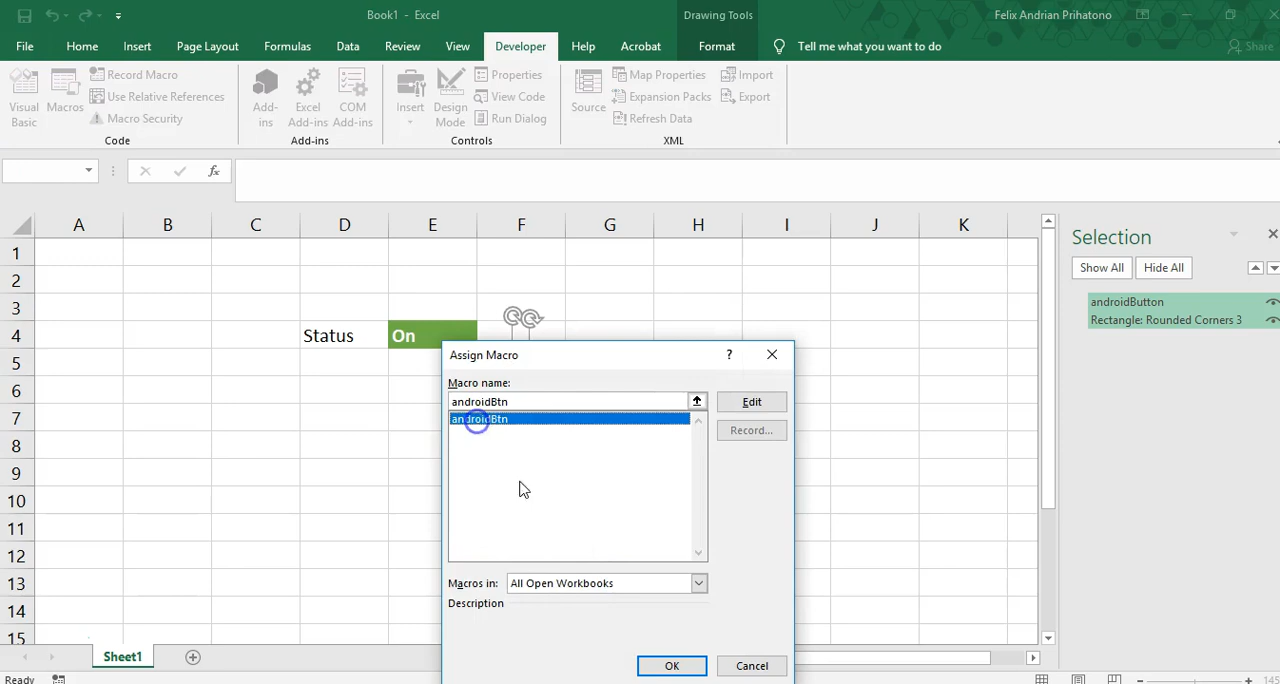 Book1 - Excel
Drawing Tools
Felix Andrian Prihatono
File Home Insert Page Layout Formulas Data Review View Developer Help Acrobat Format Tell me what you want to do Share
Visual Basic
Macros
Record Macro
Use Relative References
Macro Security
Code
Add-ins
Excel Add-ins
COM Add-ins
Add-ins
Insert
Design Mode
Properties
View Code
Run Dialog
Controls
Source
Map Properties
Expansion Packs
Refresh Data
Import
Export
XML
fx
A B C D E F G H I J K
1
2
3
4 Status On
5
6
7
8
9
10
11
12
13
14
15
Selection
Show All Hide All
androidButton
Rectangle: Rounded Corners 3
Assign Macro ?
Macro name:
androidBtn
androidBtn
Edit
Record...
Macros in: All Open Workbooks
Description
OK Cancel
Sheet1
Ready
145